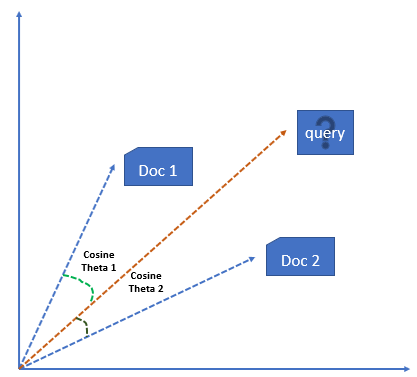 query
Doc 1
Cosine
Theta 1
Cosine
Theta 2
Doc 2